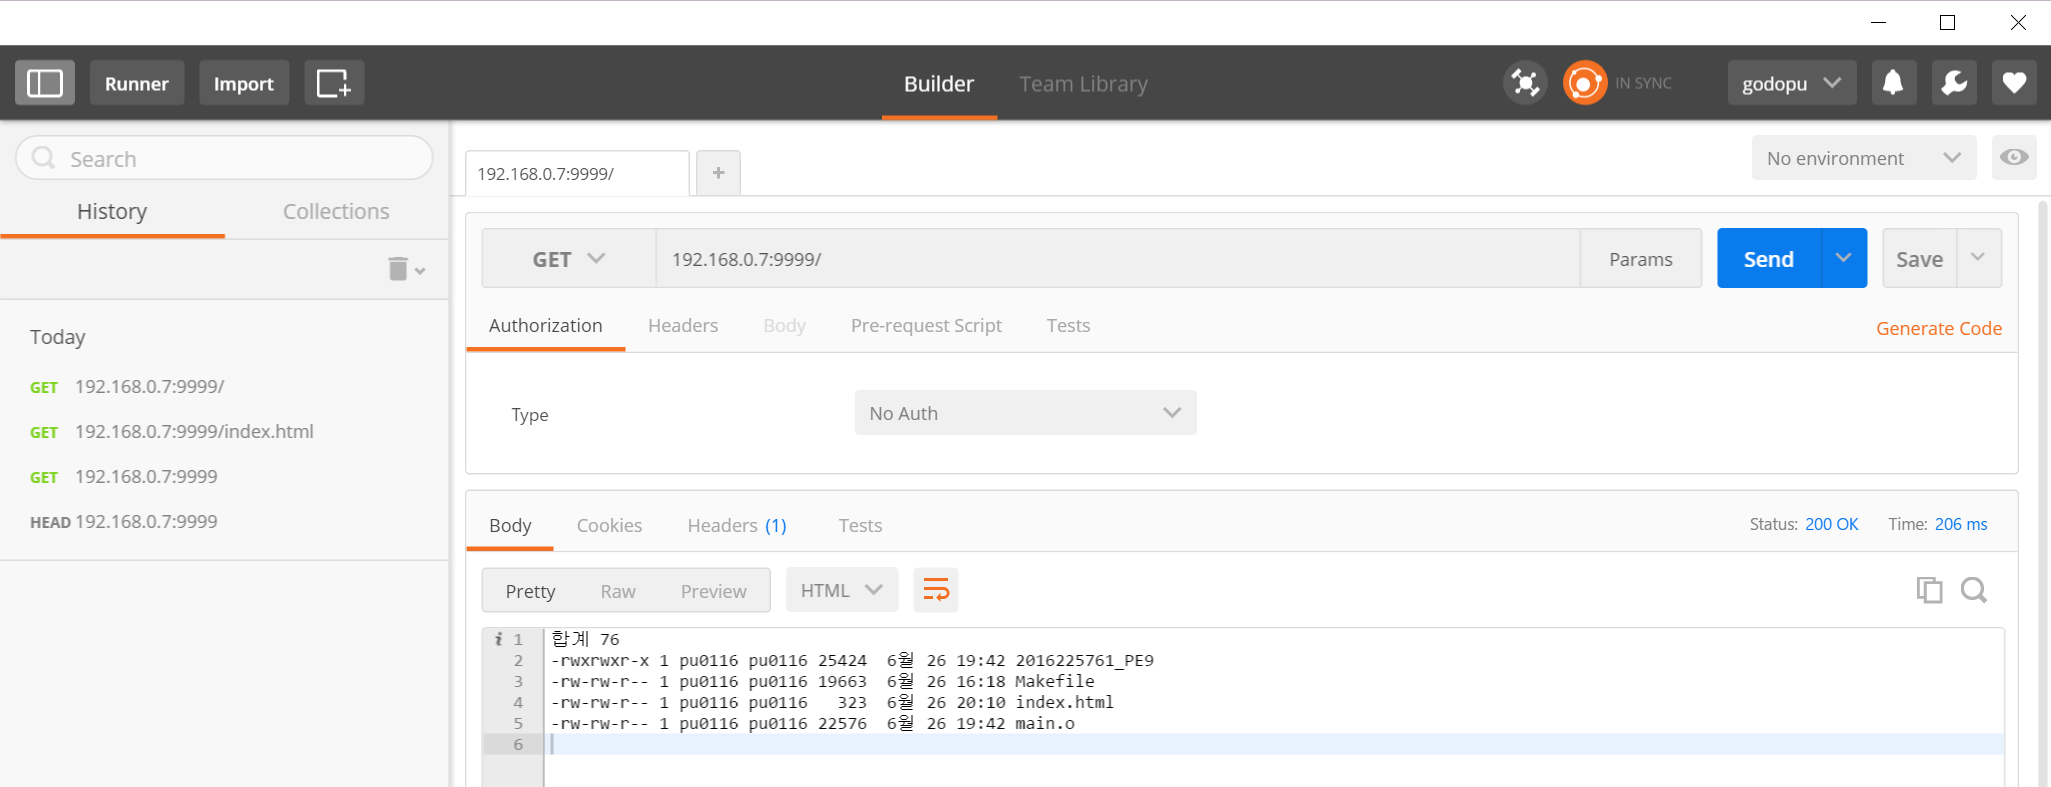 Runner Import Builder Team Library IN SYNC godopu
Search
History Collections
Today
GET 192.168.0.7:9999/
GET 192.168.0.7:9999/index.html
GET 192.168.0.7:9999
HEAD 192.168.0.7:9999
192.168.0.7:9999/ + No environment
GET 192.168.0.7:9999/ Params Send Save
Authorization Headers Body Pre-request Script Tests Generate Code
Type No Auth
Body Cookies Headers (1) Tests Status: 200 OK Time: 206 ms
Pretty Raw Preview HTML
i 1 합계 76
2 -rwxrwxr-x 1 pu0116 pu0116 25424 6월 26 19:42 2016225761_PE9
3 -rw-rw-r-- 1 pu0116 pu0116 19663 6월 26 16:18 Makefile
4 -rw-rw-r-- 1 pu0116 pu0116 323 6월 26 20:10 index.html
5 -rw-rw-r-- 1 pu0116 pu0116 22576 6월 26 19:42 main.o
6